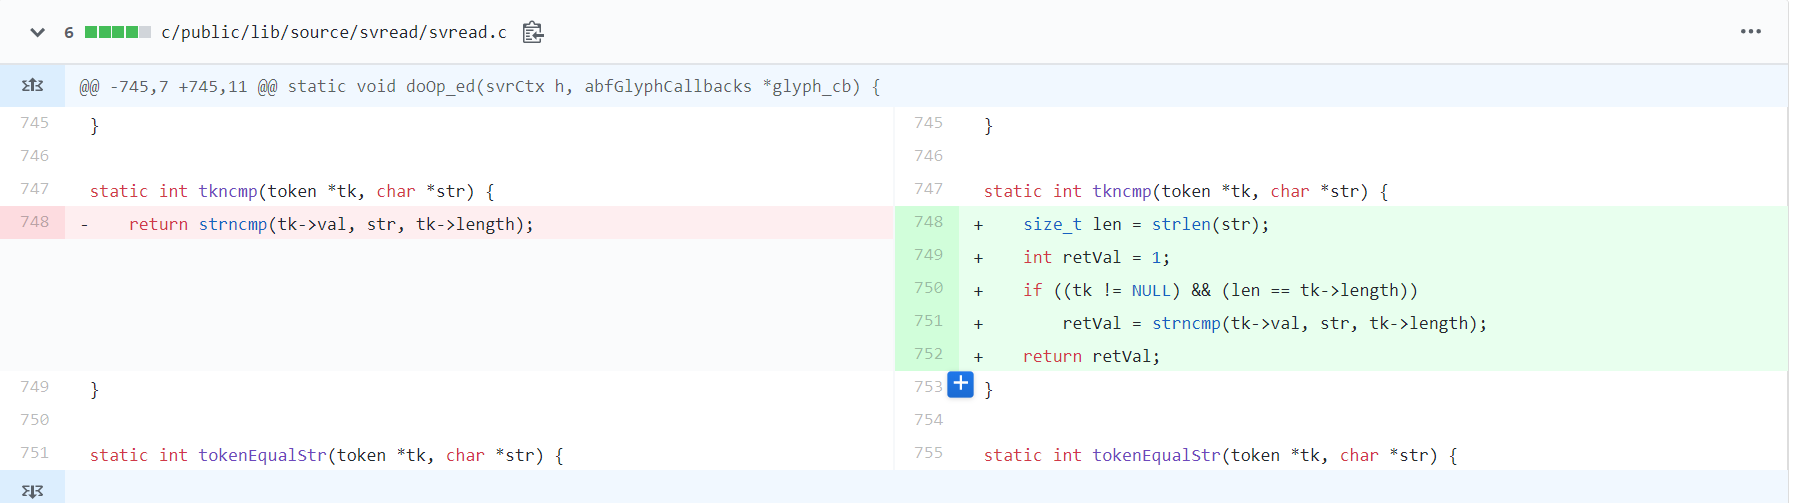 6 c/public/lib/source/svread/svread.c
@@ -745,7 +745,11 @@ static void doOp_ed(svrCtx h, abfGlyphCallbacks *glyph_cb) {
745 }
746
747 static int tkncmp(token *tk, char *str) {
748 - return strncmp(tk->val, str, tk->length);
749 }
750
751 static int tokenEqualStr(token *tk, char *str) {
745 }
746
747 static int tkncmp(token *tk, char *str) {
748 + size_t len = strlen(str);
749 + int retVal = 1;
750 + if ((tk != NULL) && (len == tk->length))
751 + retVal = strncmp(tk->val, str, tk->length);
752 + return retVal;
753 }
754
755 static int tokenEqualStr(token *tk, char *str) {